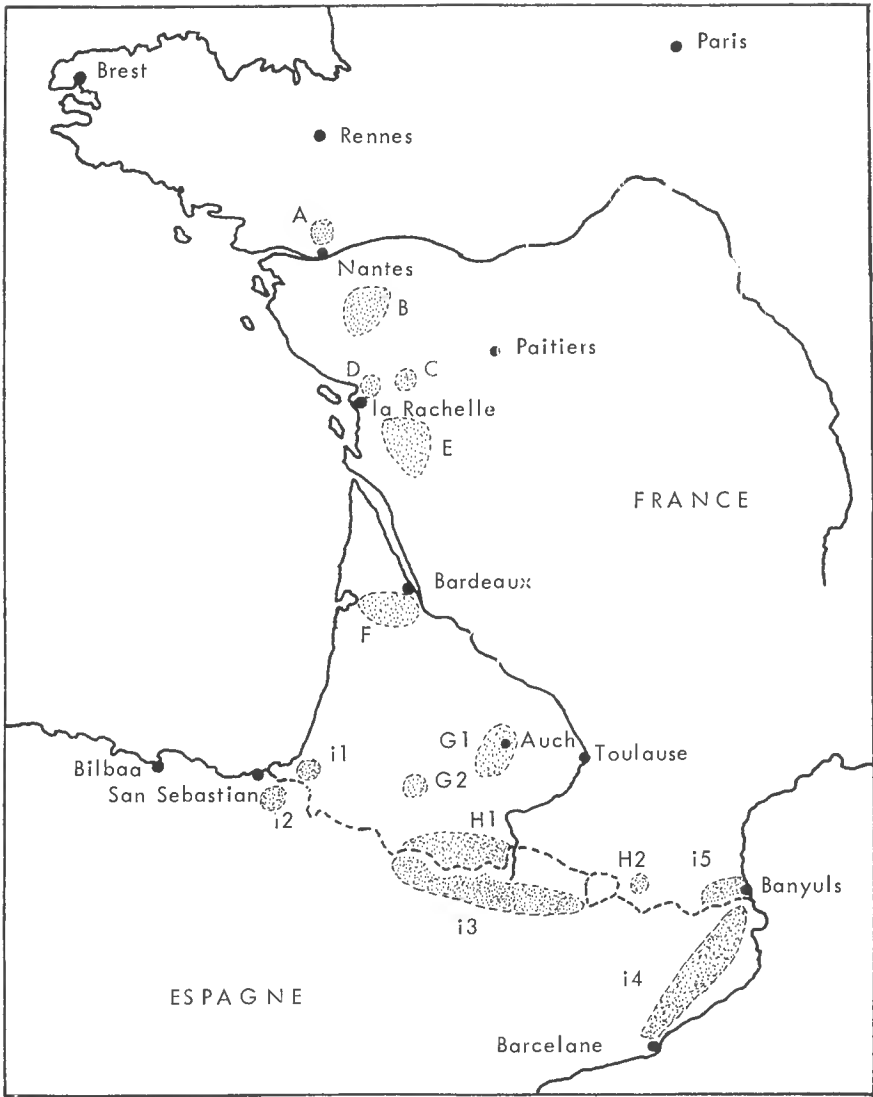 Paris
Brest
Rennes
A
Nantes
B
Paitiers
D C
la Rachelle
E
FRANCE
Bardeaux
F
G1 Auch Toulause
Bilbaa i1
San Sebastian G2
i2 H1
H2 i5
Banyuls
i3
i4
ESPAGNE
Barcelane